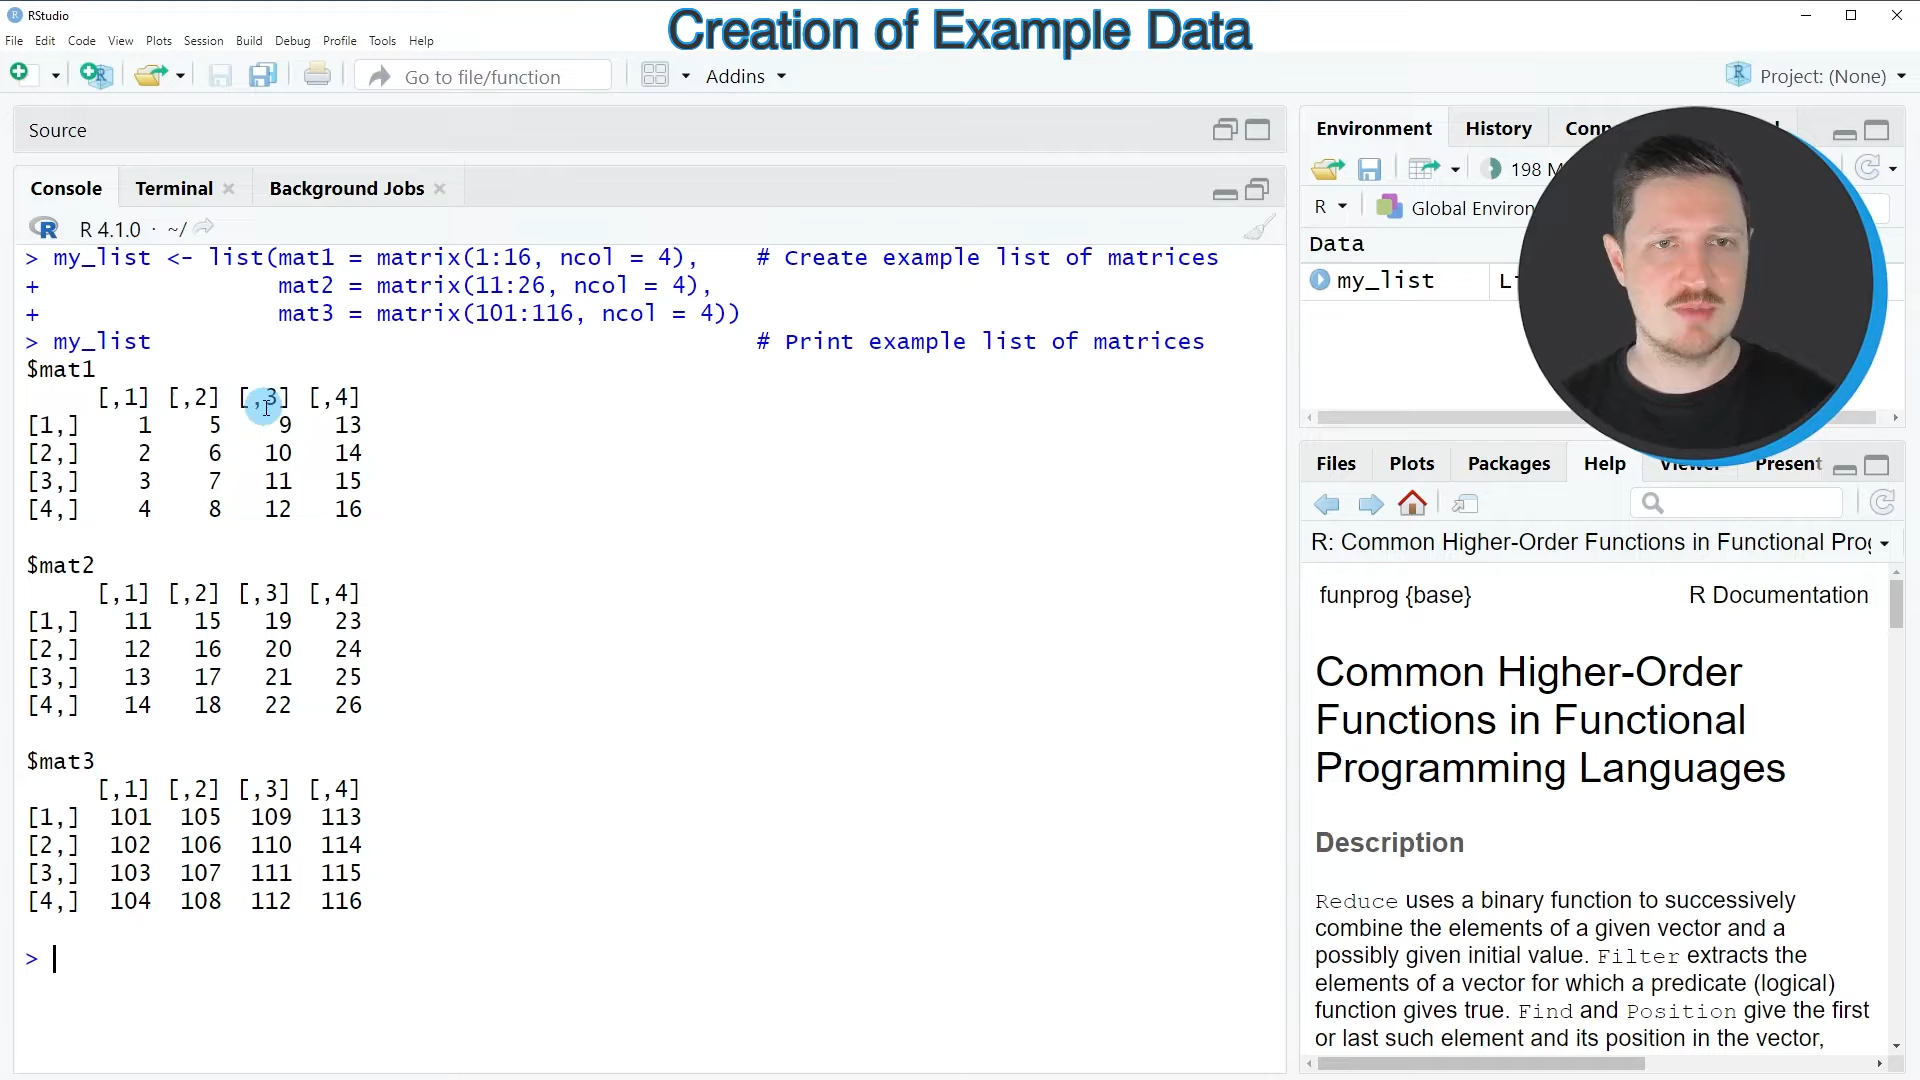 RStudio
Creation of Example Data
File Edit Code View Plots Session Build Debug Profile Tools Help
Go to file/function Addins Project: (None)
Source
Environment History
Console Terminal Background Jobs
198
R 4.1.0 · ~/
R Global
Data
my_list
> my_list <- list(mat1 = matrix(1:16, ncol = 4), # Create example list of matrices
+ mat2 = matrix(11:26, ncol = 4),
+ mat3 = matrix(101:116, ncol = 4))
> my_list # Print example list of matrices
$mat1
[,1] [,2] [,3] [,4]
[1,] 1 5 9 13
[2,] 2 6 10 14
[3,] 3 7 11 15
[4,] 4 8 12 16
$mat2
[,1] [,2] [,3] [,4]
[1,] 11 15 19 23
[2,] 12 16 20 24
[3,] 13 17 21 25
[4,] 14 18 22 26
$mat3
[,1] [,2] [,3] [,4]
[1,] 101 105 109 113
[2,] 102 106 110 114
[3,] 103 107 111 115
[4,] 104 108 112 116
>
Files Plots Packages Help Viewer Present
R: Common Higher-Order Functions in Functional
funprog {base} R Documentation
Common Higher-Order
Functions in Functional
Programming Languages
Description
Reduce uses a binary function to successively
combine the elements of a given vector and a
possibly given initial value. Filter extracts the
elements of a vector for which a predicate (logical)
function gives true. Find and Position give the first
or last such element and its position in the vector,